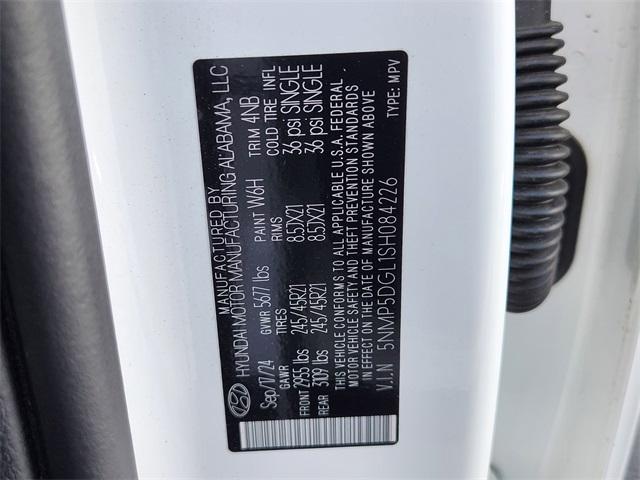 MANUFACTURED BY
HYUNDAI MOTOR MANUFACTURING ALABAMA, LLC
Sep/17/24 PAINT W6H TRIM 4NB
GVWR 5677 lbs
GAWR TIRES RIMS COLD TIRE INFL
FRONT 2955 lbs 245/45R21 8.5JX21 36 psi SINGLE
REAR 3109 lbs 245/45R21 8.5JX21 36 psi SINGLE
THIS VEHICLE CONFORMS TO ALL APPLICABLE U.S.A. FEDERAL
MOTOR VEHICLE SAFETY AND THEFT PREVENTION STANDARDS
IN EFFECT ON THE DATE OF MANUFACTURE SHOWN ABOVE
V.I.N 5NMP5DGL1SH084226 TYPE: MPV